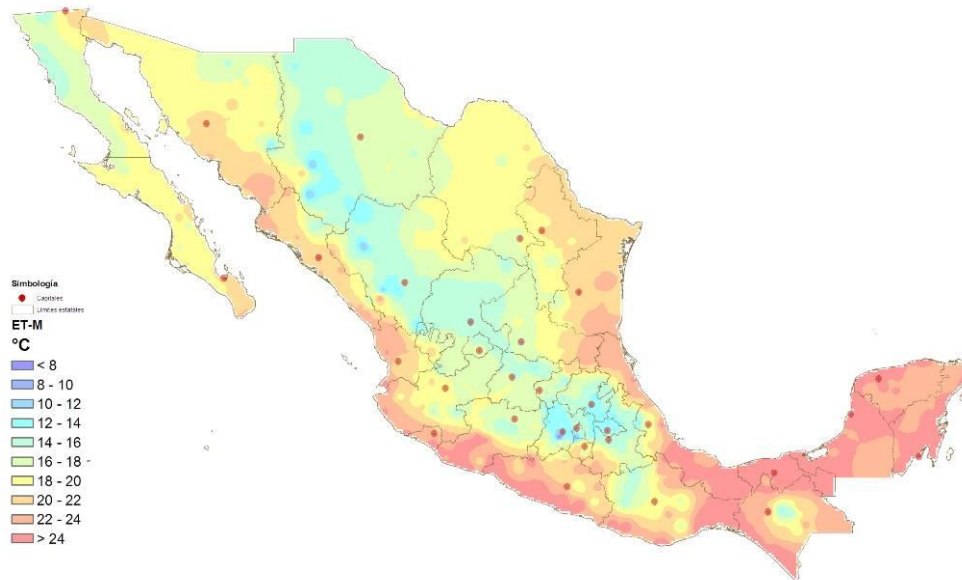 Simbología
Capitales
Límites estatales
ET-M
°C
< 8
8 - 10
10 - 12
12 - 14
14 - 16
16 - 18
18 - 20
20 - 22
22 - 24
> 24